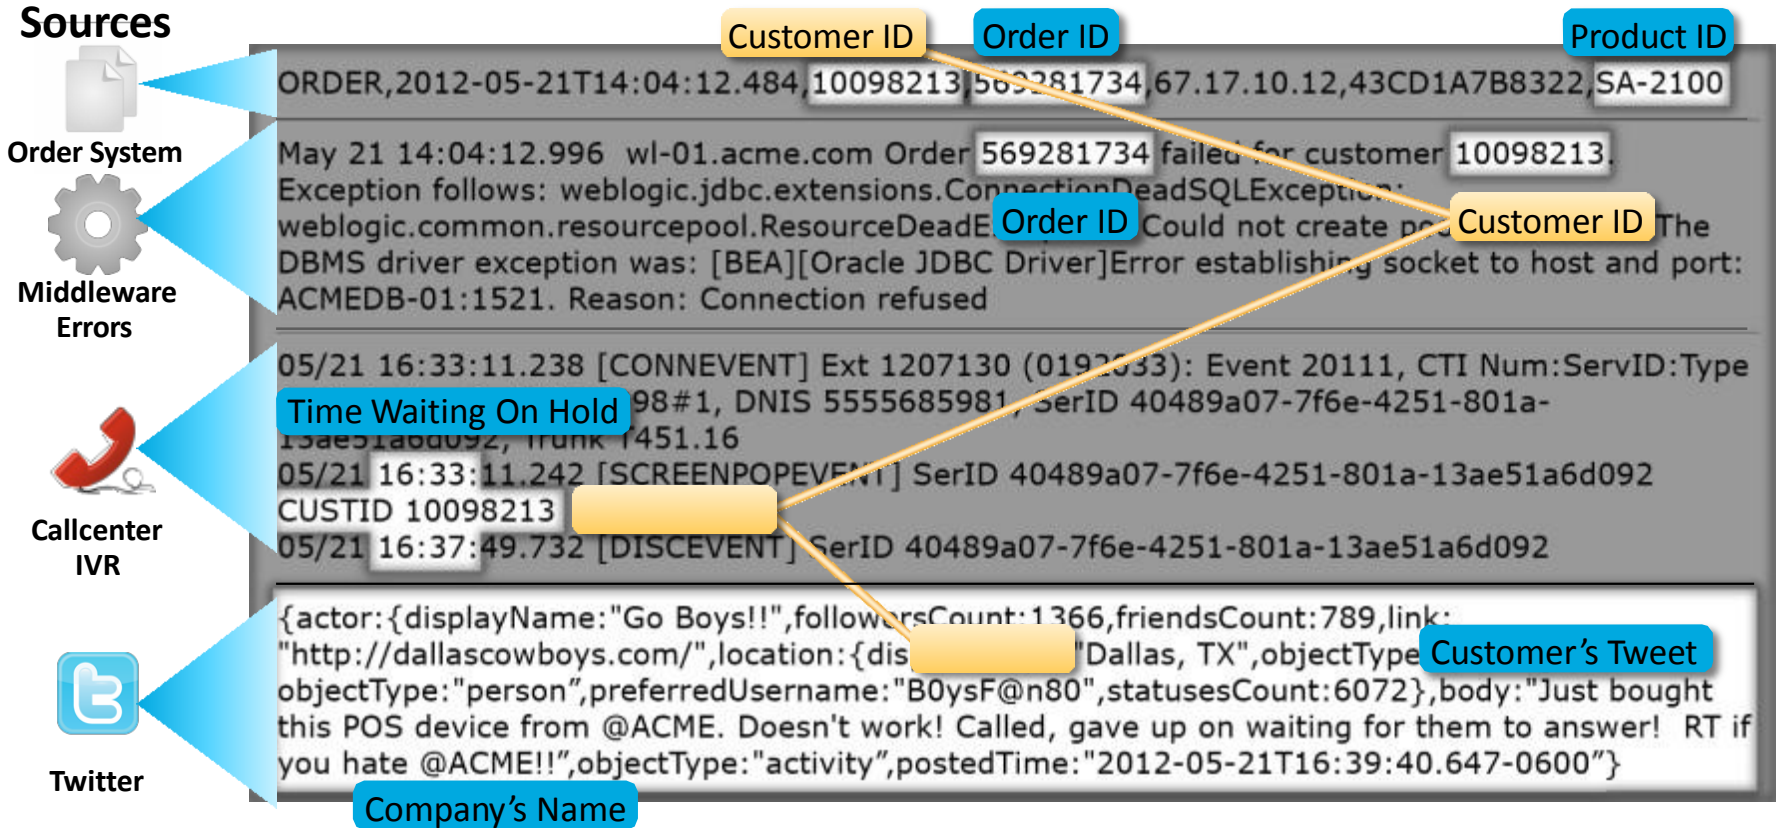 Sources
Customer ID
Order ID
Product ID
ORDER,2012-05-21T14:04:12.484,10098213,569281734,67.17.10.12,43CD1A7B8322,SA-2100
Order System
May 21 14:04:12.996 wl-01.acme.com Order 569281734 failed for customer 10098213.
Exception follows: weblogic.jdbc.extensions.ConnectionDeadSQLException:
weblogic.common.resourcepool.ResourceDeadE Could not create The
Order ID
Customer ID
DBMS driver exception was: [BEA][Oracle JDBC Driver]Error establishing socket to host and port:
ACMEDB-01:1521. Reason: Connection refused
Middleware
Errors
05/21 16:33:11.238 [CONNEVENT] Ext 1207130 (0192033): Event 20111, CTI Num:ServID:Type
Time Waiting On Hold
98#1, DNIS 5555685981, SerID 40489a07-7f6e-4251-801a-
13ae51a6d092, Trunk T451.16
05/21 16:33:11.242 [SCREENPOPEVENT] SerID 40489a07-7f6e-4251-801a-13ae51a6d092
CUSTID 10098213
05/21 16:37:49.732 [DISCEVENT] SerID 40489a07-7f6e-4251-801a-13ae51a6d092
Callcenter
IVR
{actor:{displayName:"Go Boys!!",followersCount:1366,friendsCount:789,link:
"http://dallascowboys.com/",location:{dis "Dallas, TX",objectType
Customer’s Tweet
objectType:"person”,preferredUsername:"B0ysF@n80",statusesCount:6072},body:"Just bought
this POS device from @ACME. Doesn't work! Called, gave up on waiting for them to answer! RT if
you hate @ACME!!”,objectType:"activity”,postedTime:"2012-05-21T16:39:40.647-0600”}
Twitter
Company’s Name